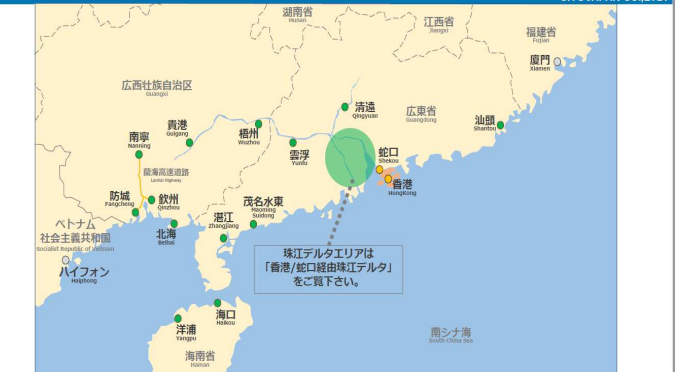 湖南省
Hunan
江西省
Jiangxi
福建省
Fujian
廈門
Xiamen
広西壮族自治区
Guangxi
清遠
Qingyuan
広東省
Guangdong
汕頭
Shantou
貴港
Guigang
梧州
Wuzhou
南寧
Nanning
雲浮
Yunfu
蛇口
Shekou
香港
HongKong
蘭海高速道路
Lanhai Highway
防城
Fangcheng
欽州
Qinzhou
茂名水東
Maoming
Suidong
湛江
Zhangjiang
北海
Beihai
ベトナム
社会主義共和国
Socialist Republic of Vietnam
ハイフォン
Haiphong
珠江デルタエリアは
「香港/蛇口経由珠江デルタ」
をご覧下さい。
海口
Haikou
洋浦
Yangpu
海南省
Hainan
南シナ海
South China Sea